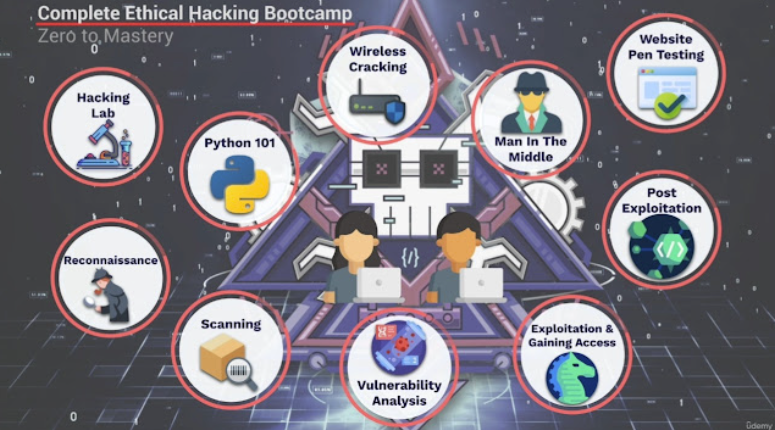 Complete Ethical Hacking Bootcamp
Zero to Mastery
Hacking
Lab
Python 101
Wireless
Cracking
Man In The
Middle
Website
Pen Testing
Post
Exploitation
Reconnaissance
Scanning
{/}
Vulnerability
Analysis
Exploitation &
Gaining Access
</>
ûdemy